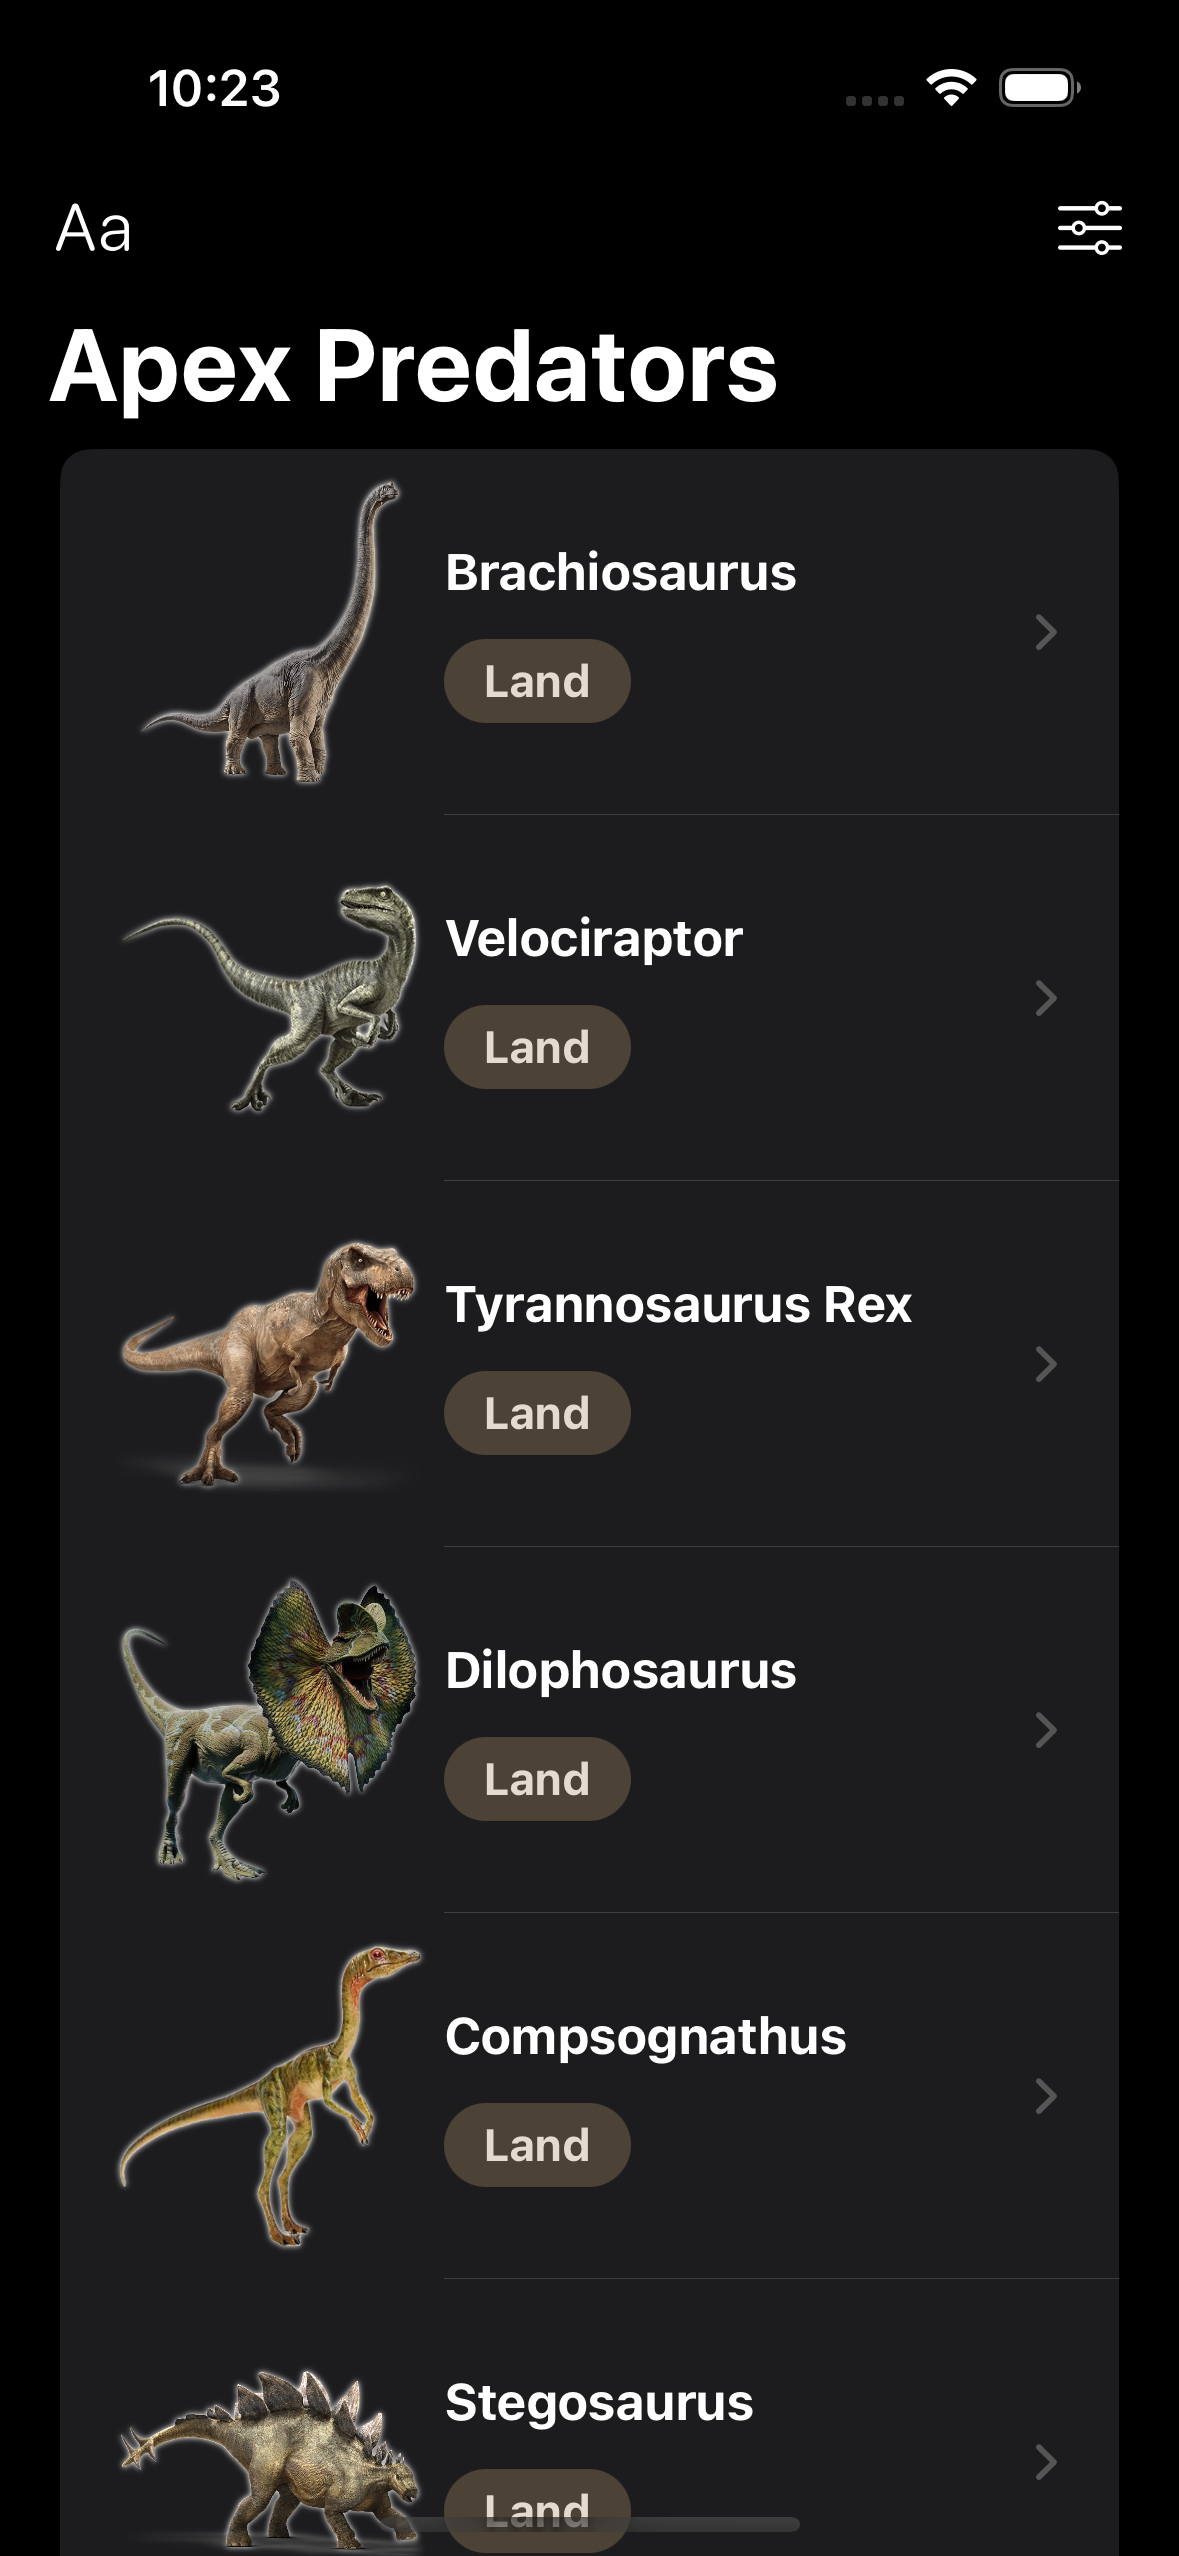 10:23
Aa
Apex Predators
Brachiosaurus
Land
Velociraptor
Land
Tyrannosaurus Rex
Land
Dilophosaurus
Land
Compsognathus
Land
Stegosaurus
Land